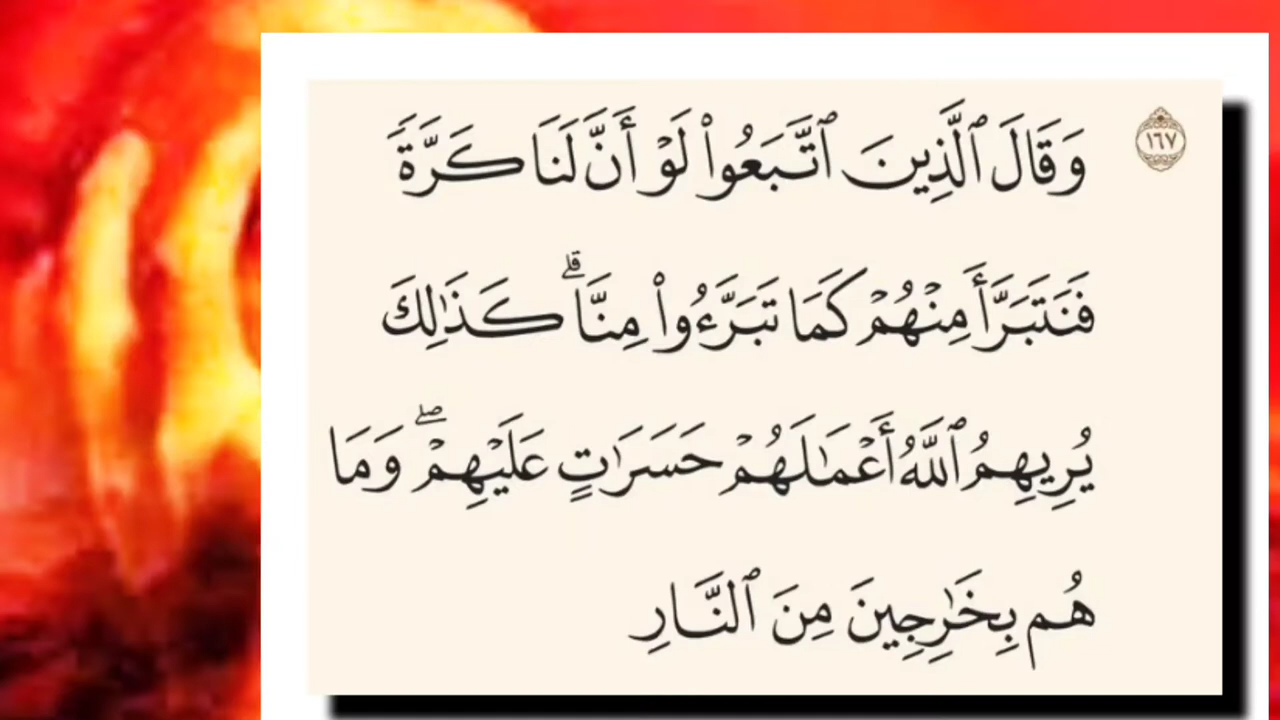 ١٦٧ وَقَالَ ٱلَّذِينَ ٱتَّبَعُوا۟ لَوْ أَنَّ لَنَا كَرَّةً
فَنَتَبَرَّأَ مِنْهُمْ كَمَا تَبَرَّءُوا۟ مِنَّا ۗ كَذَٰلِكَ
يُرِيهِمُ ٱللَّهُ أَعْمَـٰلَهُمْ حَسَرَٰتٍ عَلَيْهِمْ ۖ وَمَا
هُم بِخَـٰرِجِينَ مِنَ ٱلنَّارِ